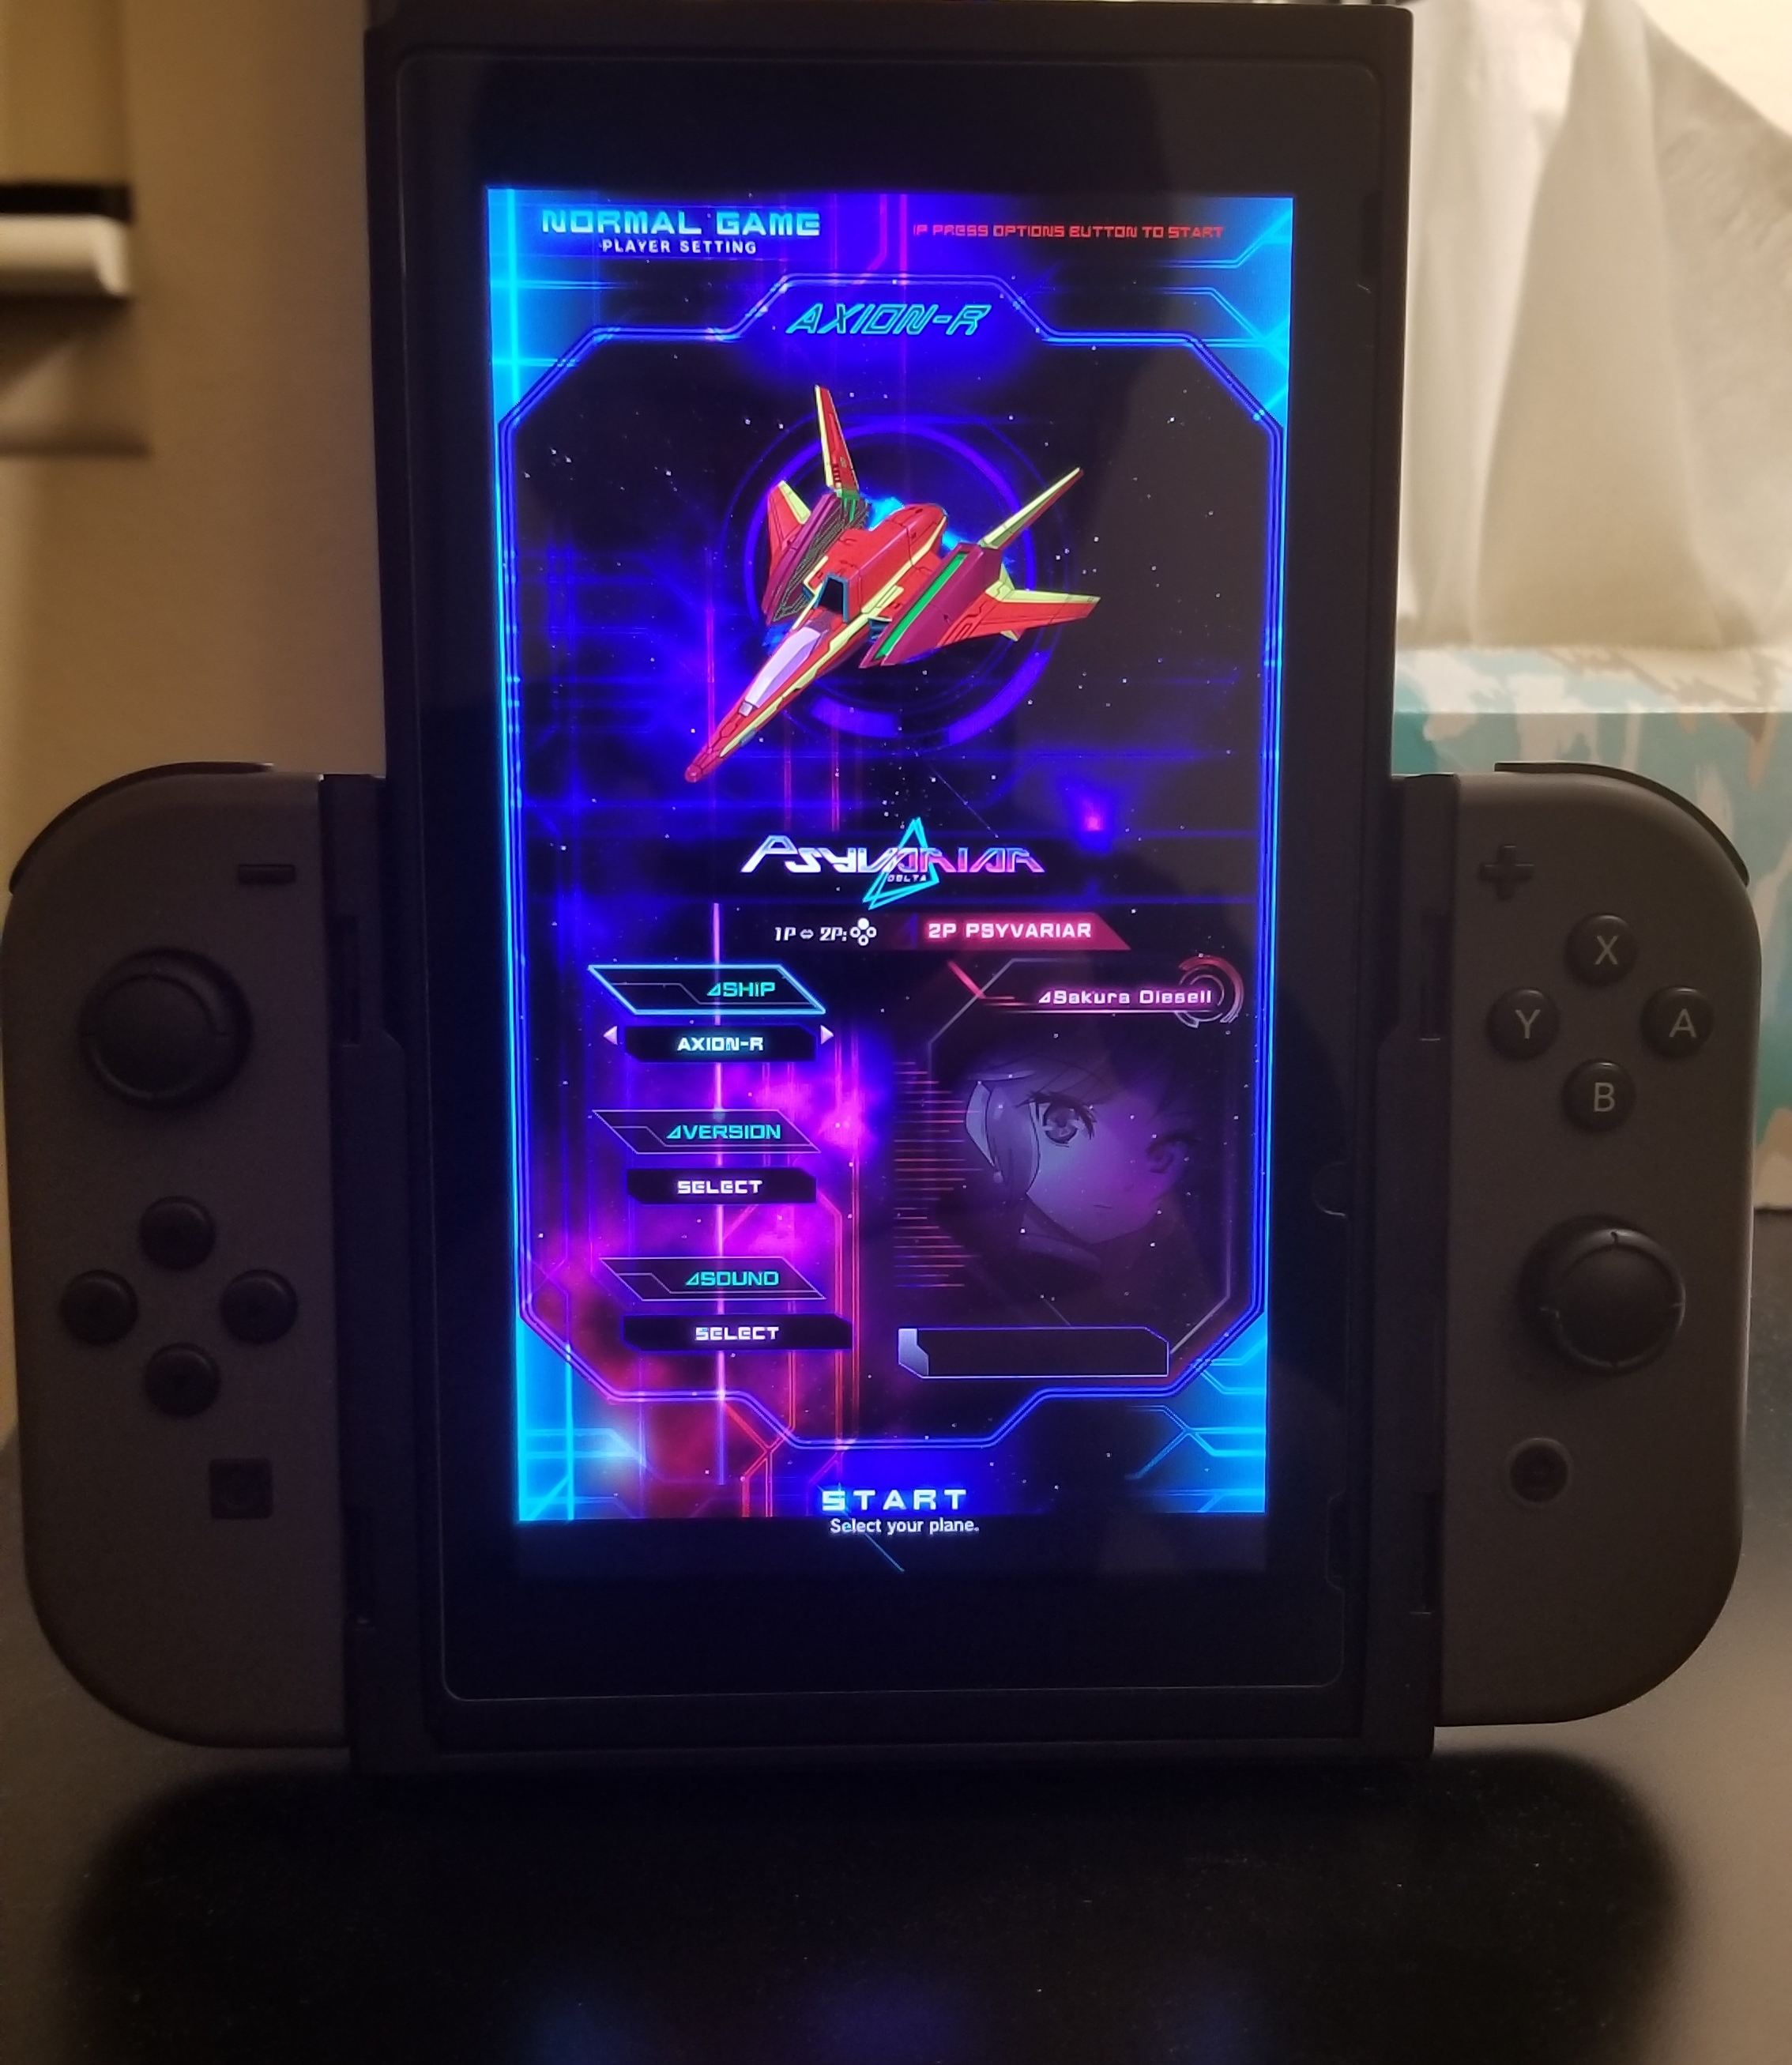 NORMAL GAME
PLAYER SETTING
1P PRESS OPTIONS BUTTON TO START
AXION-R
PSYVARIAR
DELTA
1P ⇔ 2P:
2P PSYVARIAR
⊿SHIP
⊿Sakura Diesell
AXION-R
⊿VERSION
SELECT
⊿SOUND
SELECT
START
Select your plane.
X
Y
A
B